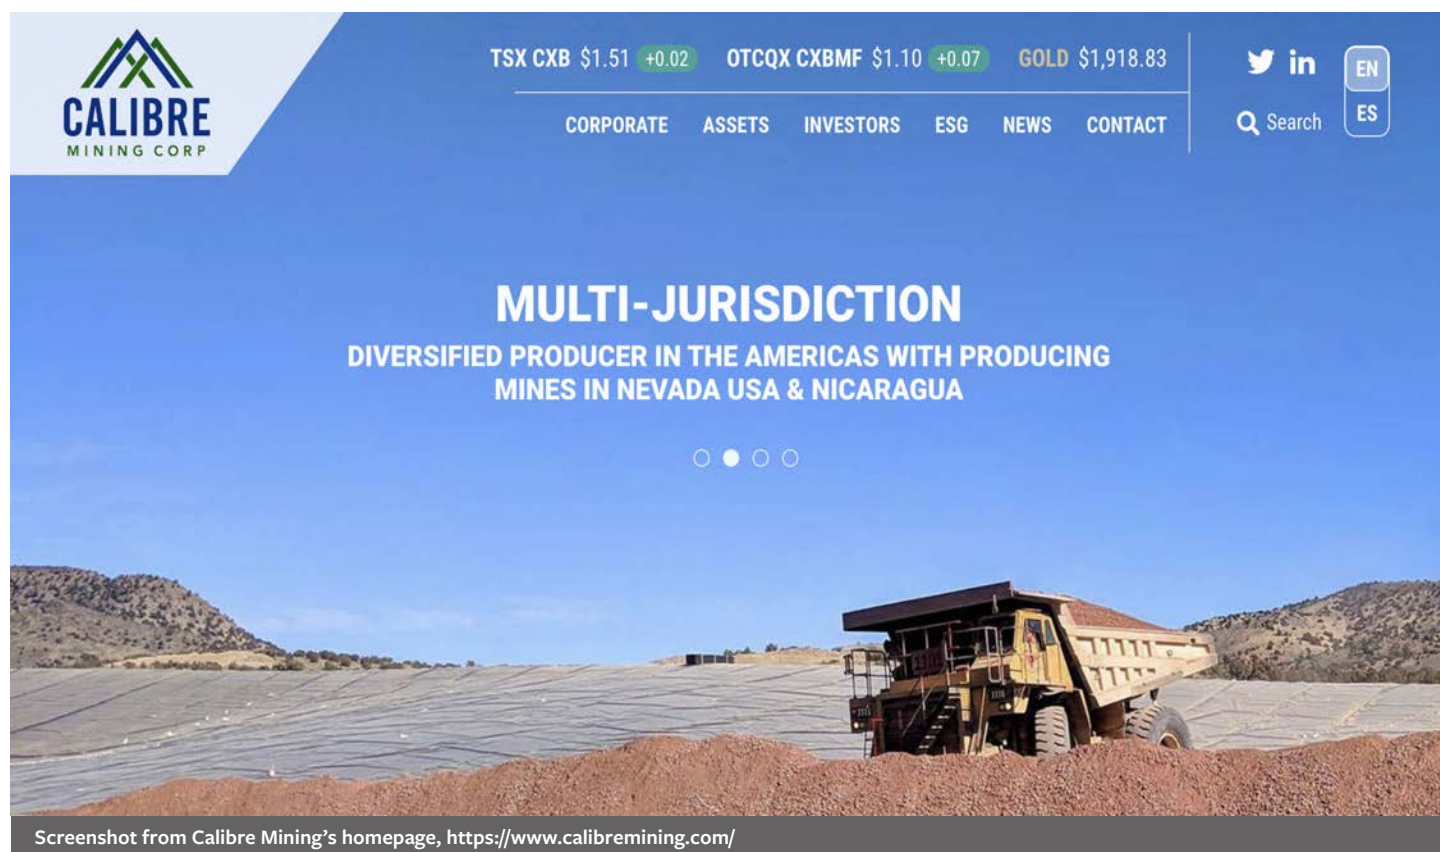 CALIBRE
MINING CORP
TSX CXB $1.51 +0.02 OTCQX CXBMF $1.10 +0.07 GOLD $1,918.83
CORPORATE ASSETS INVESTORS ESG NEWS CONTACT
Search
EN
ES
MULTI-JURISDICTION
DIVERSIFIED PRODUCER IN THE AMERICAS WITH PRODUCING
MINES IN NEVADA USA & NICARAGUA
Screenshot from Calibre Mining’s homepage, https://www.calibremining.com/